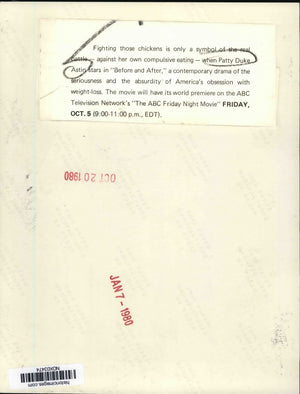 Fighting those chickens is only a symbol of the real
battle — against her own compulsive eating — when Patty Duke
Astin stars in "Before and After," a contemporary drama of the
seriousness and the absurdity of America's obsession with
weight-loss. The movie will have its world premiere on the ABC
Television Network's "The ABC Friday Night Movie" FRIDAY,
OCT. 5 (9:00-11:00 p.m., EDT).
OCT 20 1980
JAN 7 - 1980
historicimages.com
NOX03474